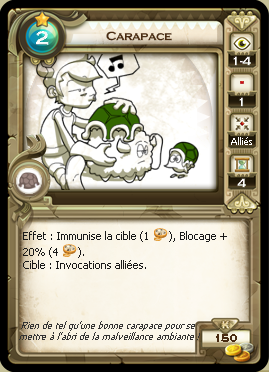 2
CARAPACE
1-4
1
Alliés
4
Effet : Immunise la cible (1 ), Blocage +
20% (4 ).
Cible : Invocations alliées.
Rien de tel qu'une bonne carapace pour se
mettre à l'abri de la malveillance ambiante !
K
150